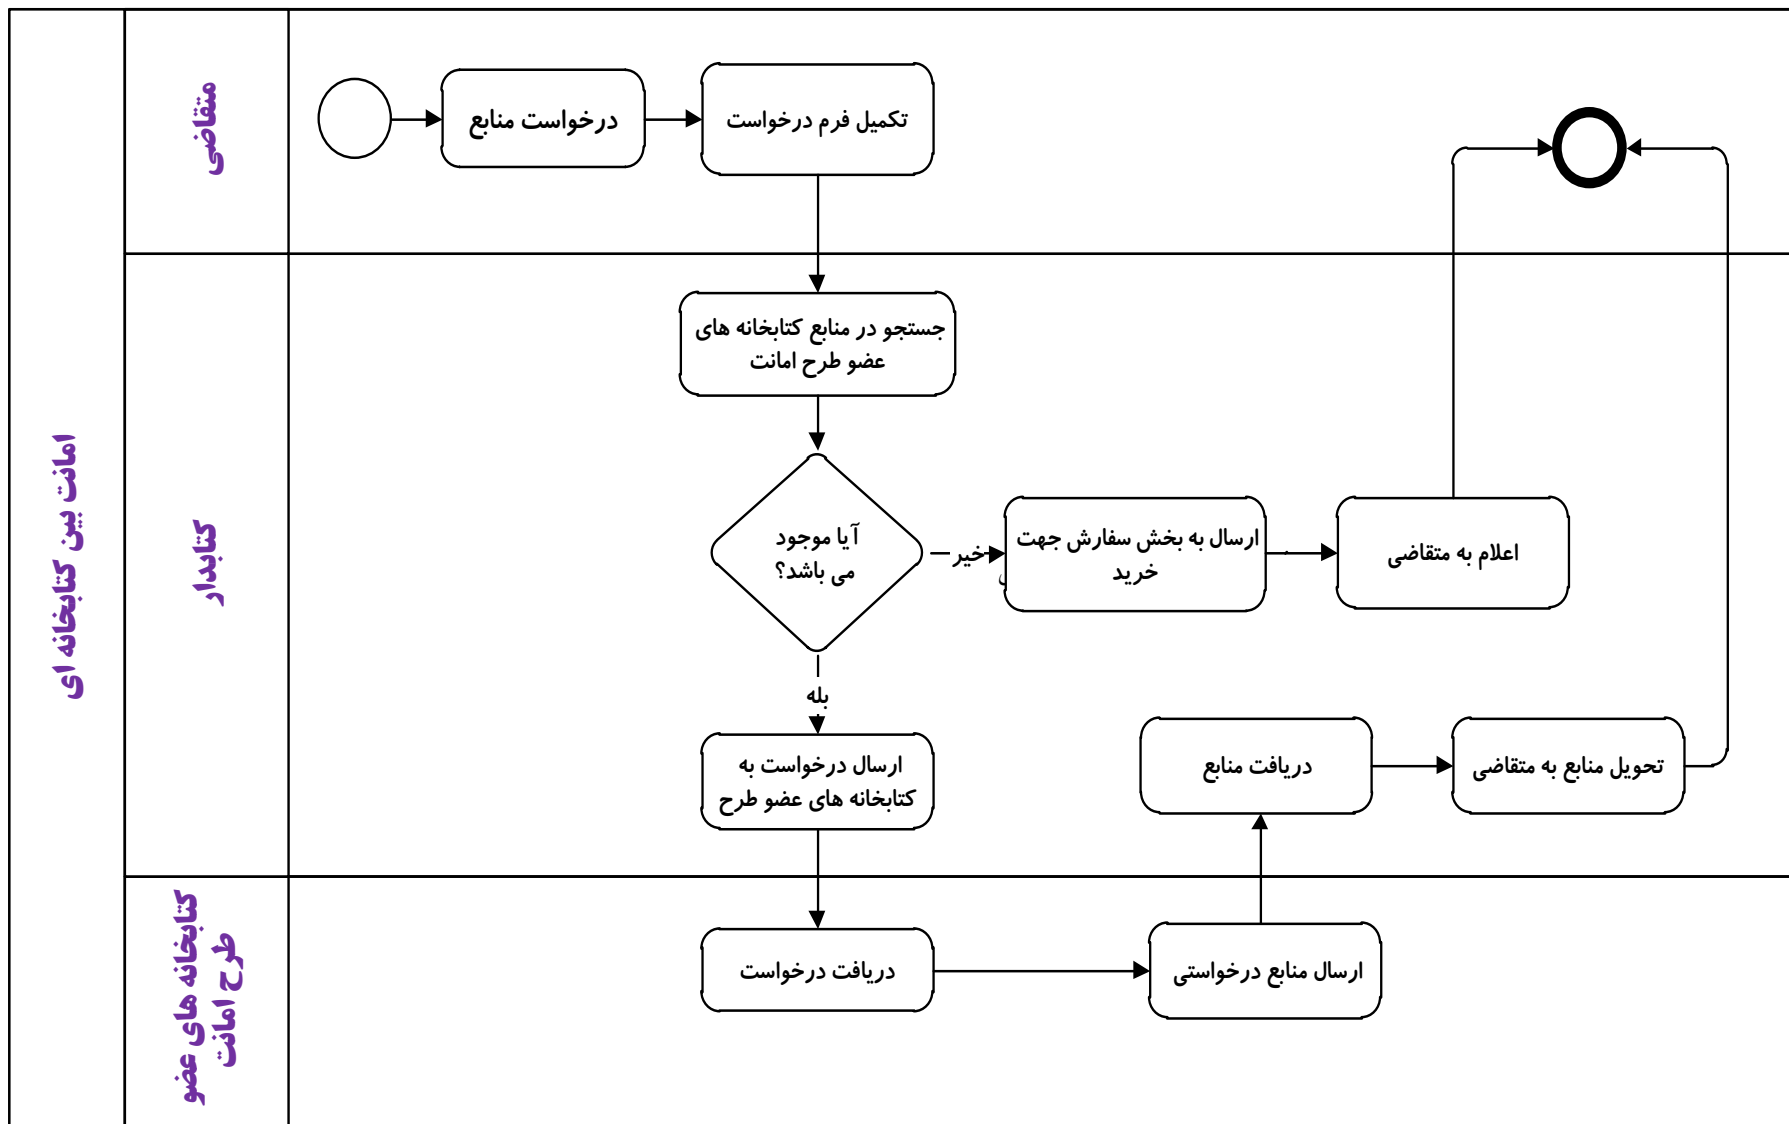 امانت بین کتابخانه ای
متقاضی
درخواست منابع
تکمیل فرم درخواست
کتابدار
جستجو در منابع کتابخانه های
عضو طرح امانت
آیا موجود
می باشد؟
خیر
ارسال به بخش سفارش جهت
خرید
اعلام به متقاضی
بله
ارسال درخواست به
کتابخانه های عضو طرح
دریافت منابع
تحویل منابع به متقاضی
کتابخانه های عضو
طرح امانت
دریافت درخواست
ارسال منابع درخواستی